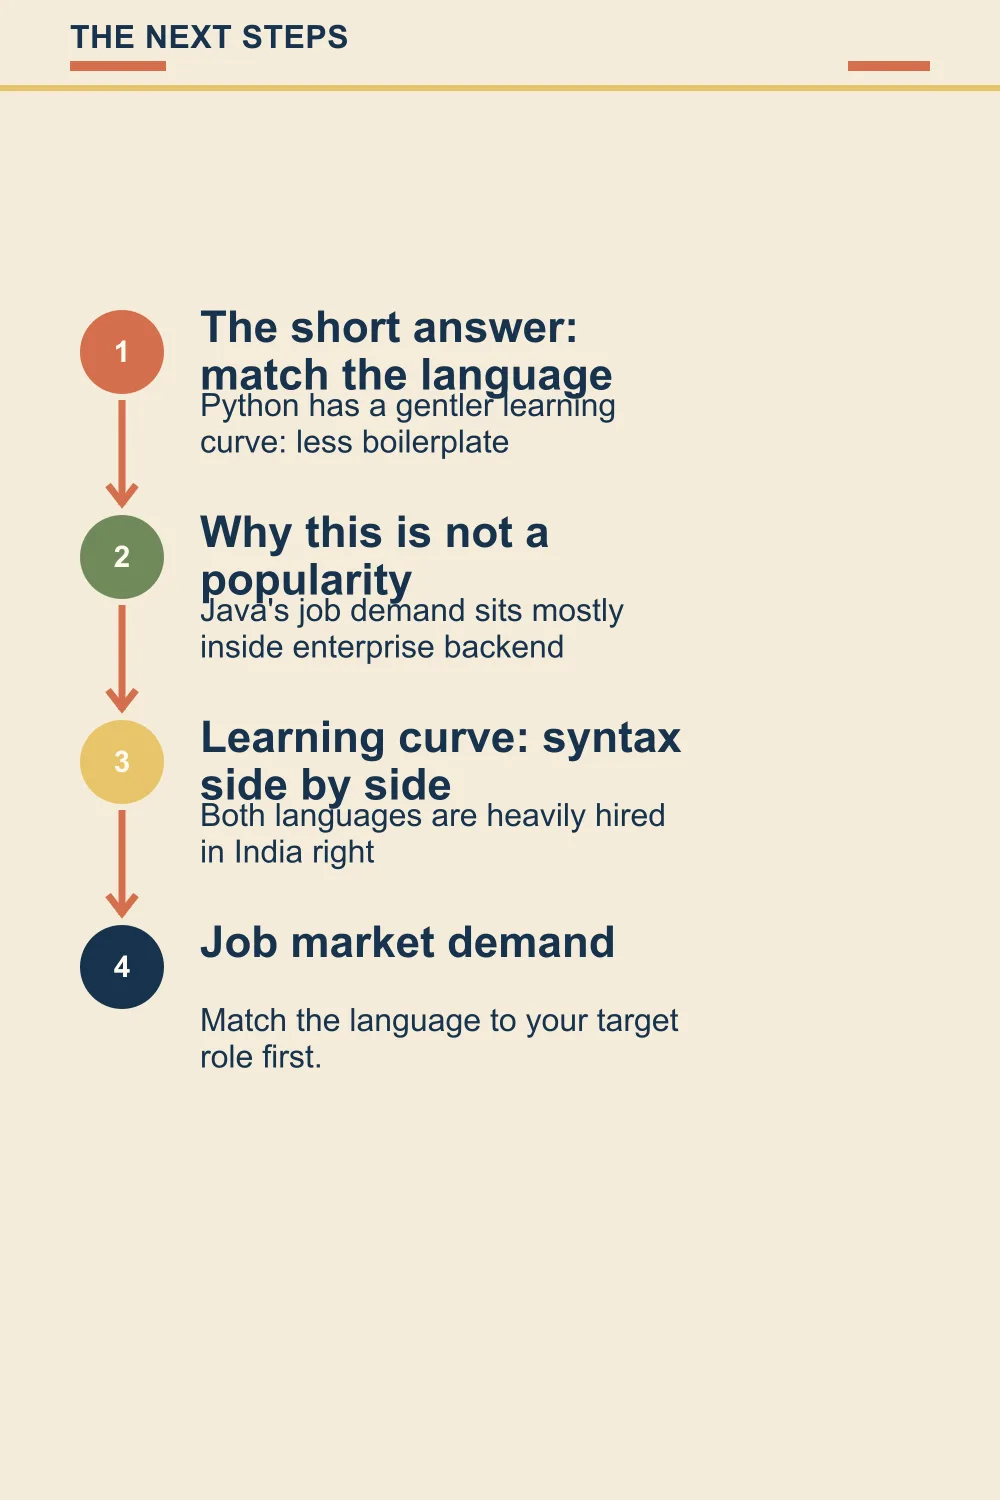 THE NEXT STEPS
1
The short answer:
match the language
Python has a gentler learning
curve: less boilerplate
2
Why this is not a
popularity
Java's job demand sits mostly
inside enterprise backend
3
Learning curve: syntax
side by side
Both languages are heavily hired
in India right
4
Job market demand
Match the language to your target
role first.